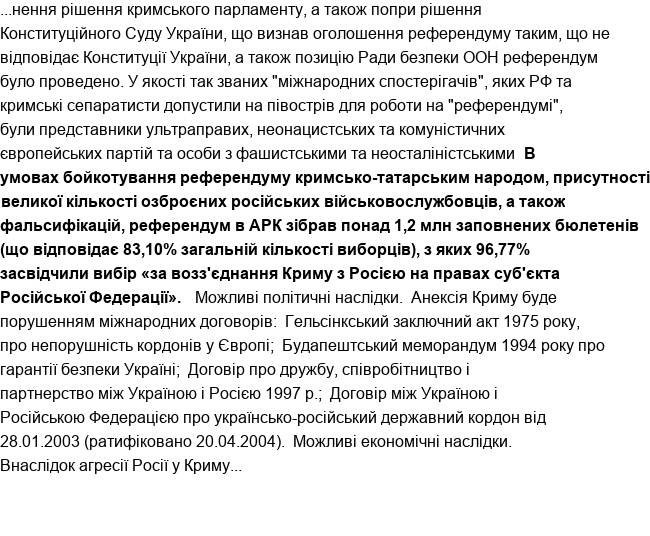 ...нення рішення кримського парламенту, а також попри рішення
Конституційного Суду України, що визнав оголошення референдуму таким, що не
відповідає Конституції України, а також позицію Ради безпеки ООН референдум
було проведено. У якості так званих "міжнародних спостерігачів", яких РФ та
кримські сепаратисти допустили на півострів для роботи на "референдумі",
були представники ультраправих, неонацистських та комуністичних
європейських партій та особи з фашистськими та неосталіністськими  В
умовах бойкотування референдуму кримсько-татарським народом, присутності
великої кількості озброєних російських військовослужбовців, а також
фальсифікацій, референдум в АРК зібрав понад 1,2 млн заповнених бюлетенів
(що відповідає 83,10% загальній кількості виборців), з яких 96,77%
засвідчили вибір «за возз'єднання Криму з Росією на правах суб'єкта
Російської Федерації».   Можливі політичні наслідки.  Анексія Криму буде
порушенням міжнародних договорів:  Гельсінкський заключний акт 1975 року,
про непорушність кордонів у Європі;  Будапештський меморандум 1994 року про
гарантії безпеки Україні;  Договір про дружбу, співробітництво і
партнерство між Україною і Росією 1997 р.;  Договір між Україною і
Російською Федерацією про українсько-російський державний кордон від
28.01.2003 (ратифіковано 20.04.2004).  Можливі економічні наслідки.
Внаслідок агресії Росії у Криму...